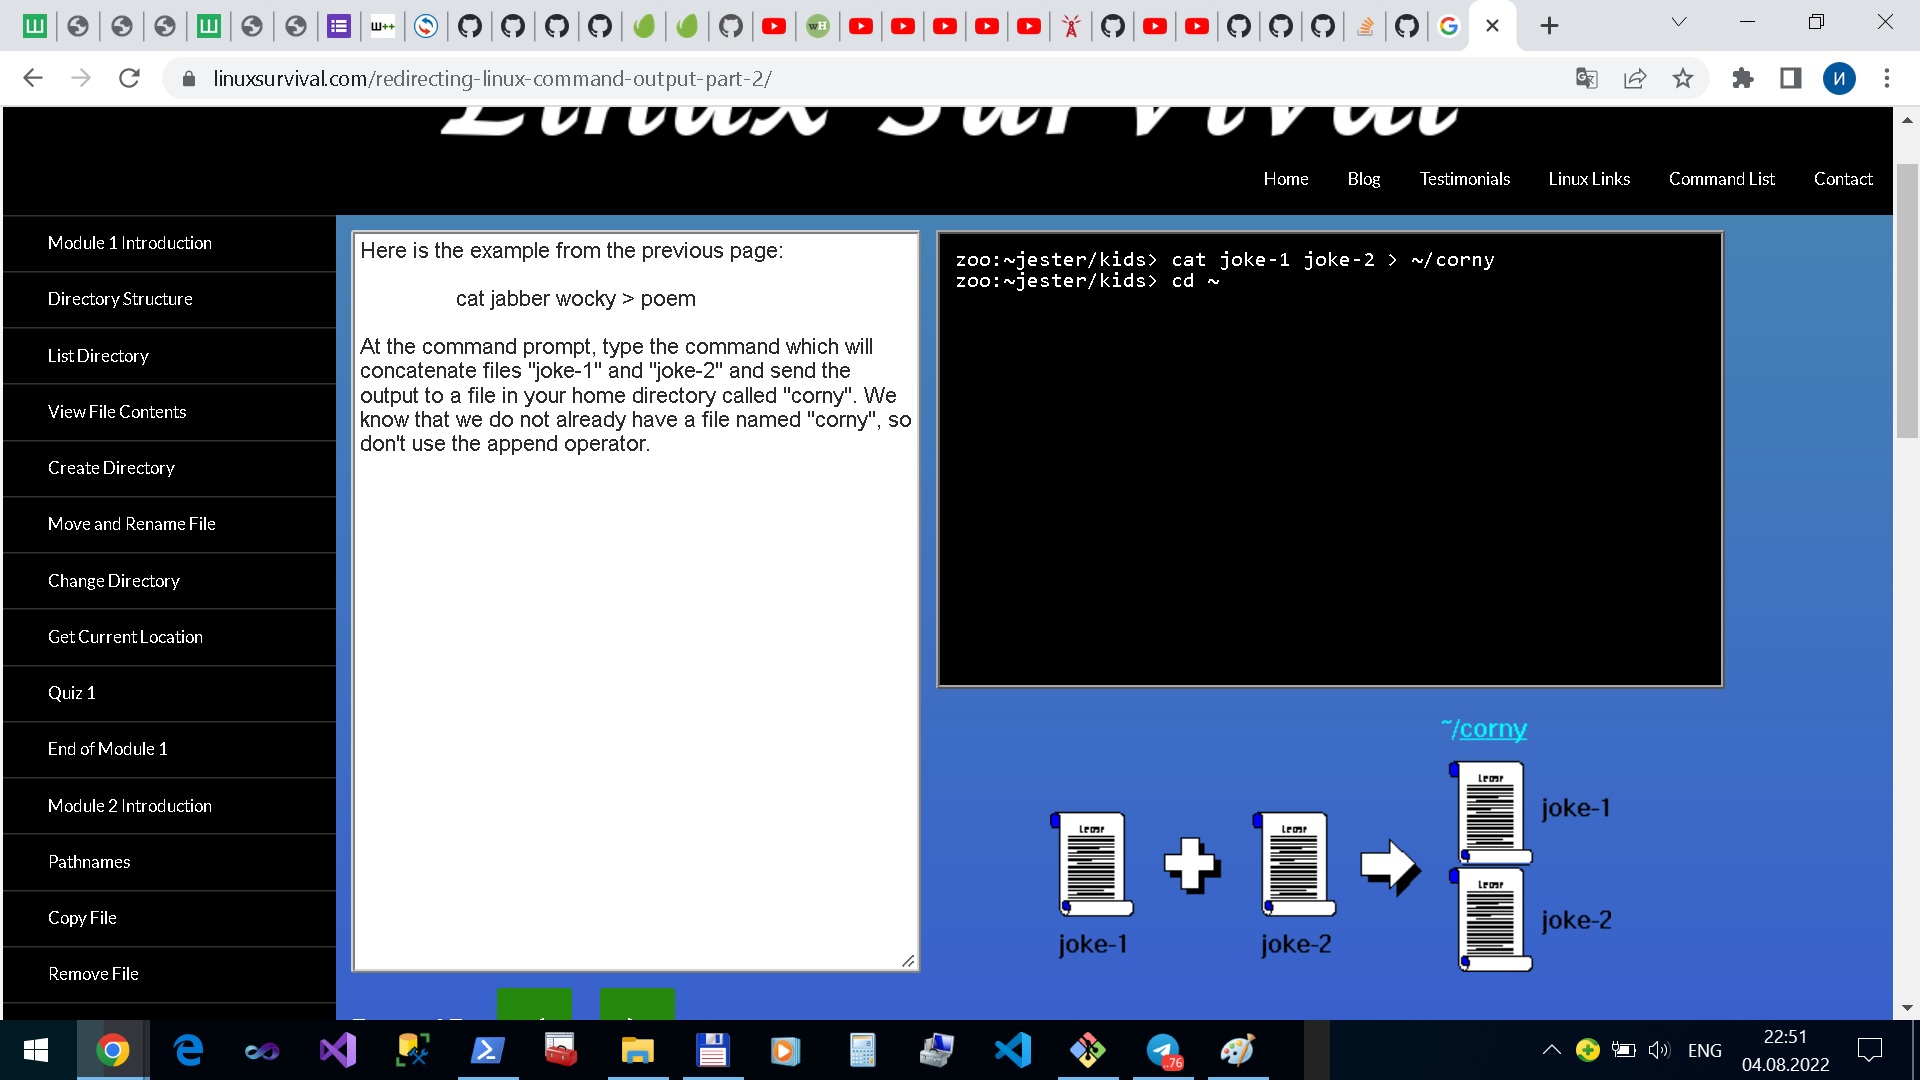 Ш
Ш
Ш++
wH
linuxsurvival.com/redirecting-linux-command-output-part-2/
И
Linux Survival
Home Blog Testimonials Linux Links Command List Contact
Module 1 Introduction
Directory Structure
List Directory
View File Contents
Create Directory
Move and Rename File
Change Directory
Get Current Location
Quiz 1
End of Module 1
Module 2 Introduction
Pathnames
Copy File
Remove File
Here is the example from the previous page:
cat jabber wocky > poem
At the command prompt, type the command which will
concatenate files "joke-1" and "joke-2" and send the
output to a file in your home directory called "corny". We
know that we do not already have a file named "corny", so
don't use the append operator.
zoo:~jester/kids> cat joke-1 joke-2 > ~/corny
zoo:~jester/kids> cd ~
~/corny
joke-1
joke-2
joke-1
joke-2
..76
ENG
22:51
04.08.2022